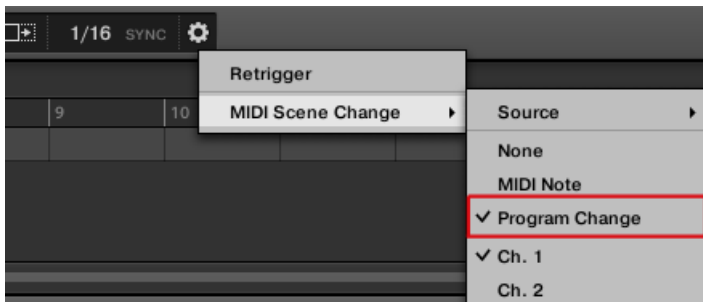 1/16 SYNC
Retrigger
9 10 MIDI Scene Change
Source
None
MIDI Note
Program Change
Ch. 1
Ch. 2